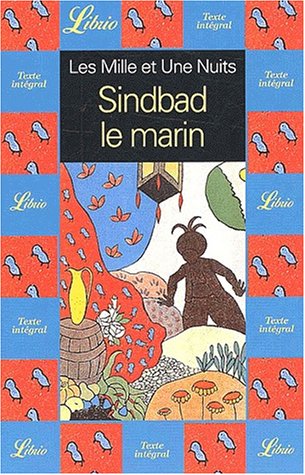 Librio
Texte
intégral
Les Mille et Une Nuits
Sindbad
le marin
Texte
intégral
Texte
intégral
Librio
Librio
Texte
intégral
Texte
intégral
Librio
Texte
intégral
Librio